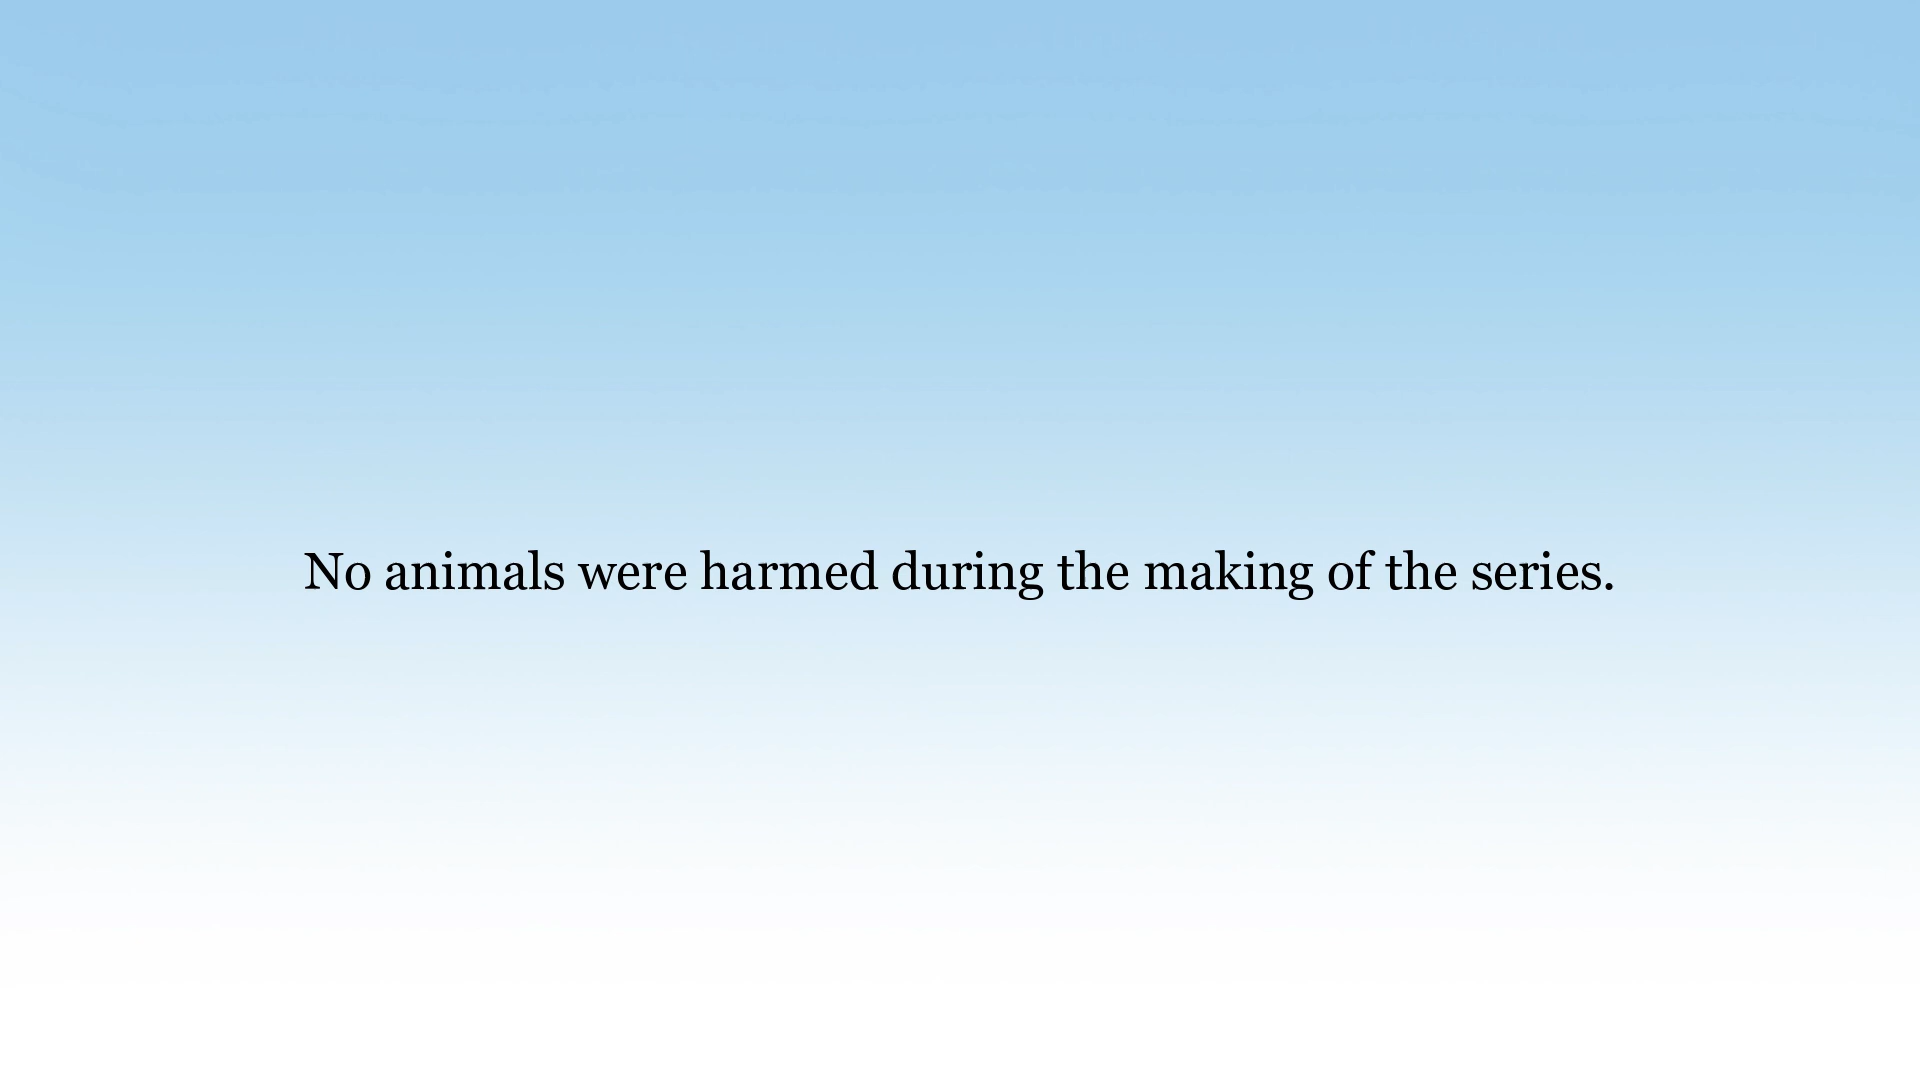 No animals were harmed during the making of the series.